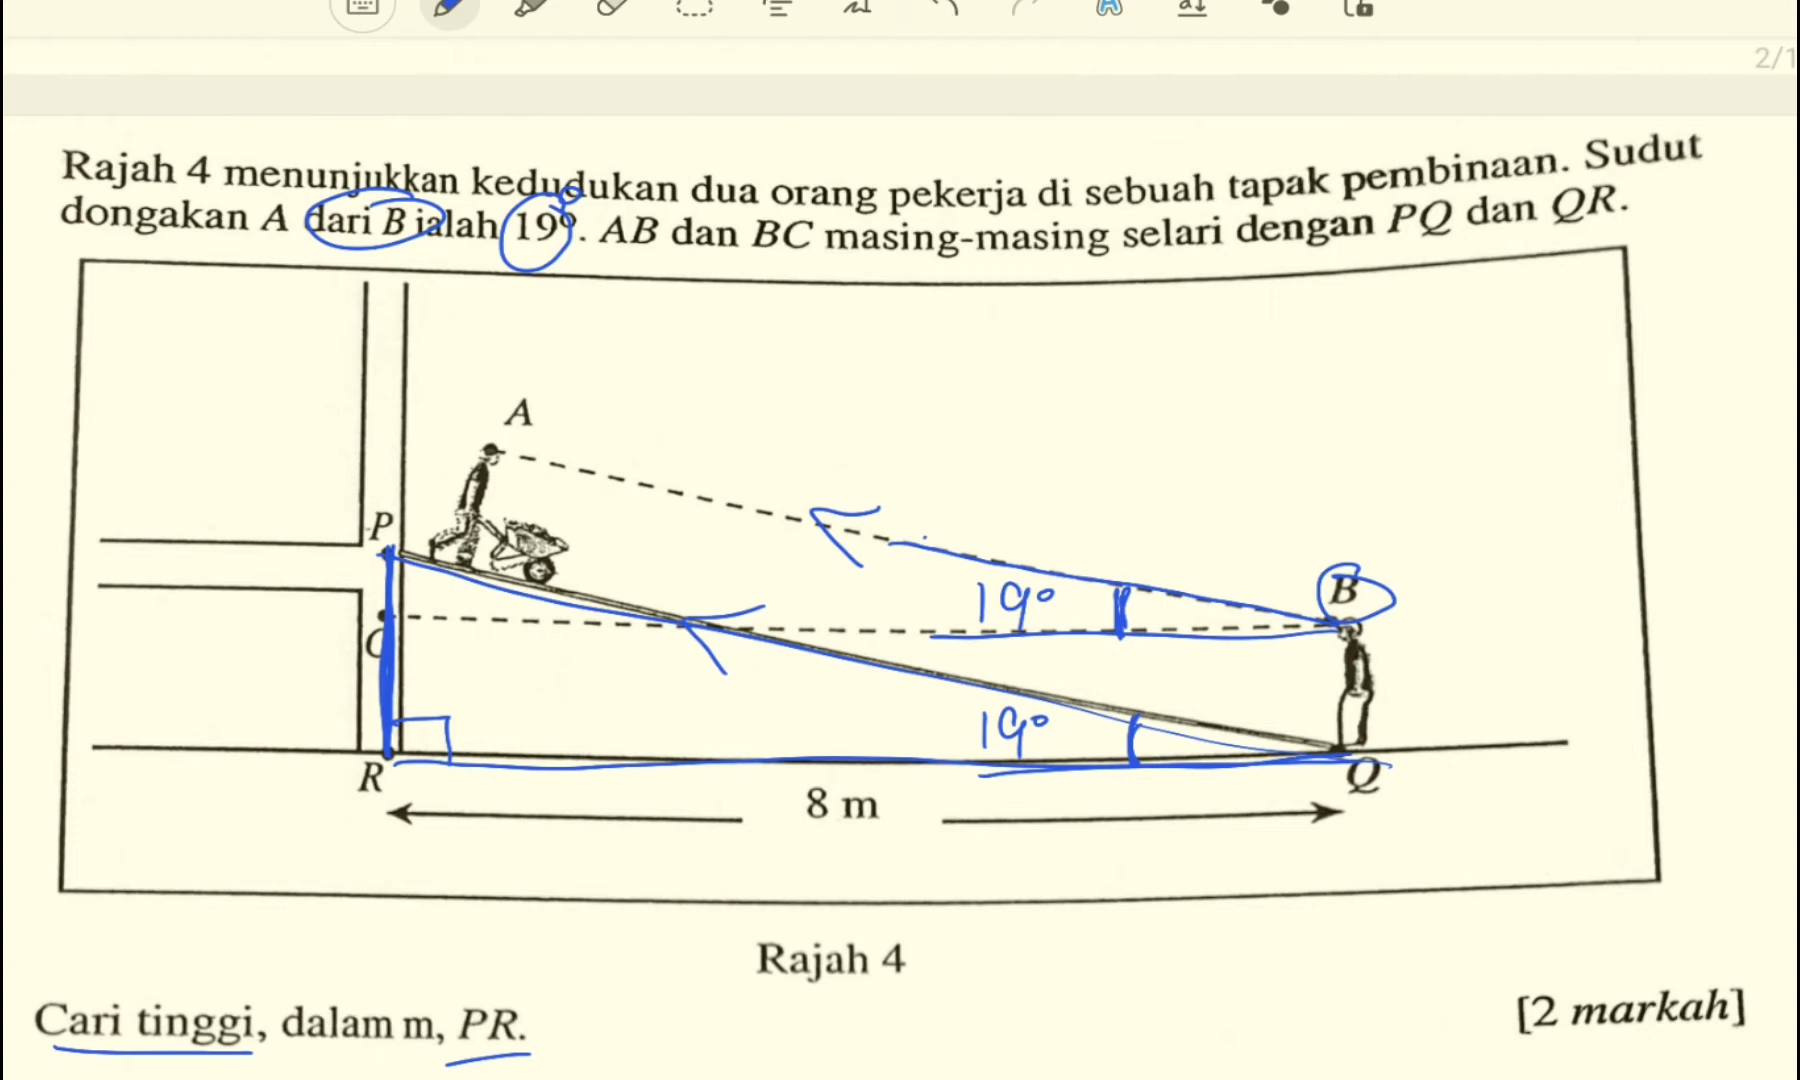 2/1
Rajah 4 menunjukkan kedudukan dua orang pekerja di sebuah tapak pembinaan. Sudut
dongakan A dari B ialah 19°. AB dan BC masing-masing selari dengan PQ dan QR.
A
P
B
19°
C
19°
R
Q
8 m
Rajah 4
Cari tinggi, dalam m, PR.
[2 markah]